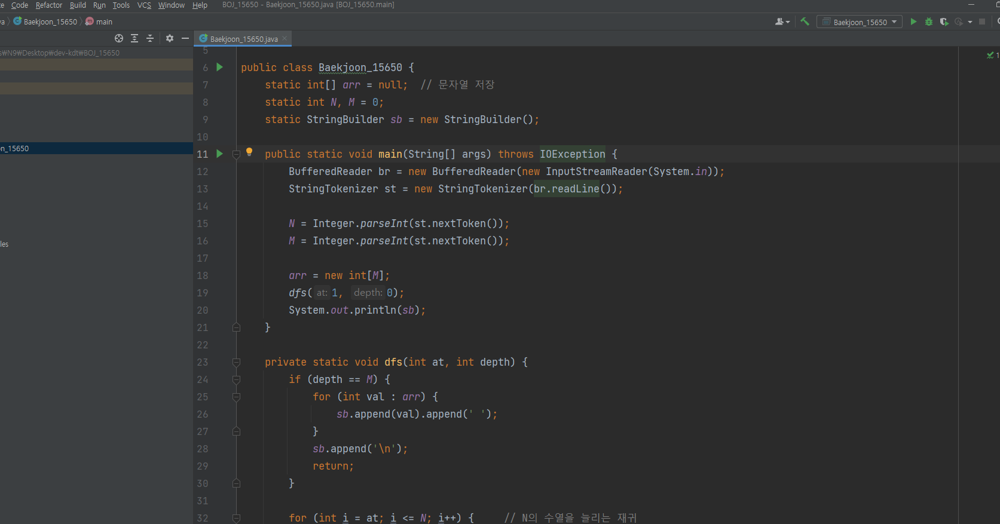 Code Refactor Build Run Tools VCS Window Help BOJ_15650 - Baekjoon_15650.java [BOJ_15650.main]
Baekjoon_15650 main
Baekjoon_15650
Baekjoon_15650.java
s₩N9₩Desktop₩dev-kdt₩BOJ_15650
n_15650
les
1
5
6 public class Baekjoon_15650 {
7 static int[] arr = null; // 문자열 저장
8 static int N, M = 0;
9 static StringBuilder sb = new StringBuilder();
10
11 public static void main(String[] args) throws IOException {
12 BufferedReader br = new BufferedReader(new InputStreamReader(System.in));
13 StringTokenizer st = new StringTokenizer(br.readLine());
14
15 N = Integer.parseInt(st.nextToken());
16 M = Integer.parseInt(st.nextToken());
17
18 arr = new int[M];
19 dfs( at: 1, depth: 0);
20 System.out.println(sb);
21 }
22
23 private static void dfs(int at, int depth) {
24 if (depth == M) {
25 for (int val : arr) {
26 sb.append(val).append(' ');
27 }
28 sb.append('\n');
29 return;
30 }
31
32 for (int i = at; i <= N; i++) { // N의 수열을 늘리는 재귀